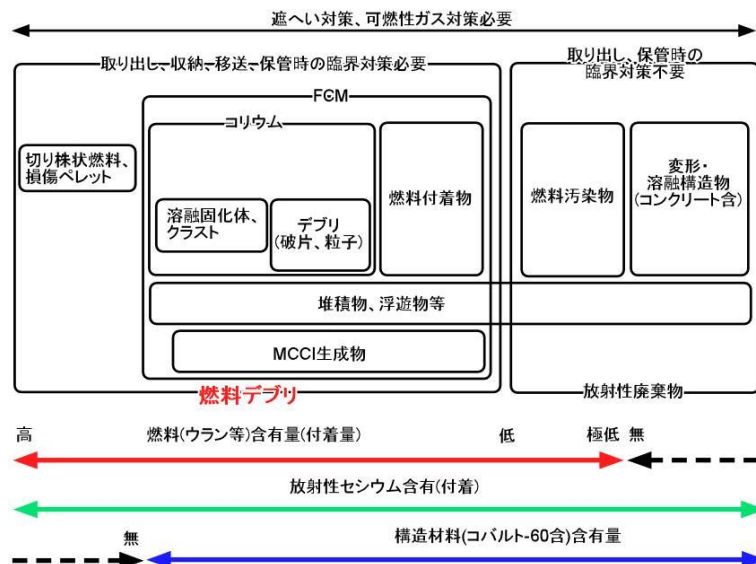 遮へい対策、可燃性ガス対策必要
取り出し、収納、移送、保管時の臨界対策必要
取り出し、保管時の
臨界対策不要
FCM
コリウム
切り株状燃料、
損傷ペレット
溶融固化体、
クラスト
デブリ
(破片、粒子)
燃料付着物
燃料汚染物
変形・
溶融構造物
(コンクリート含)
堆積物、浮遊物等
MCCI生成物
燃料デブリ
放射性廃棄物
高
燃料(ウラン等)含有量(付着量)
低
極低
無
放射性セシウム含有(付着)
無
構造材料(コバルト-60含)含有量